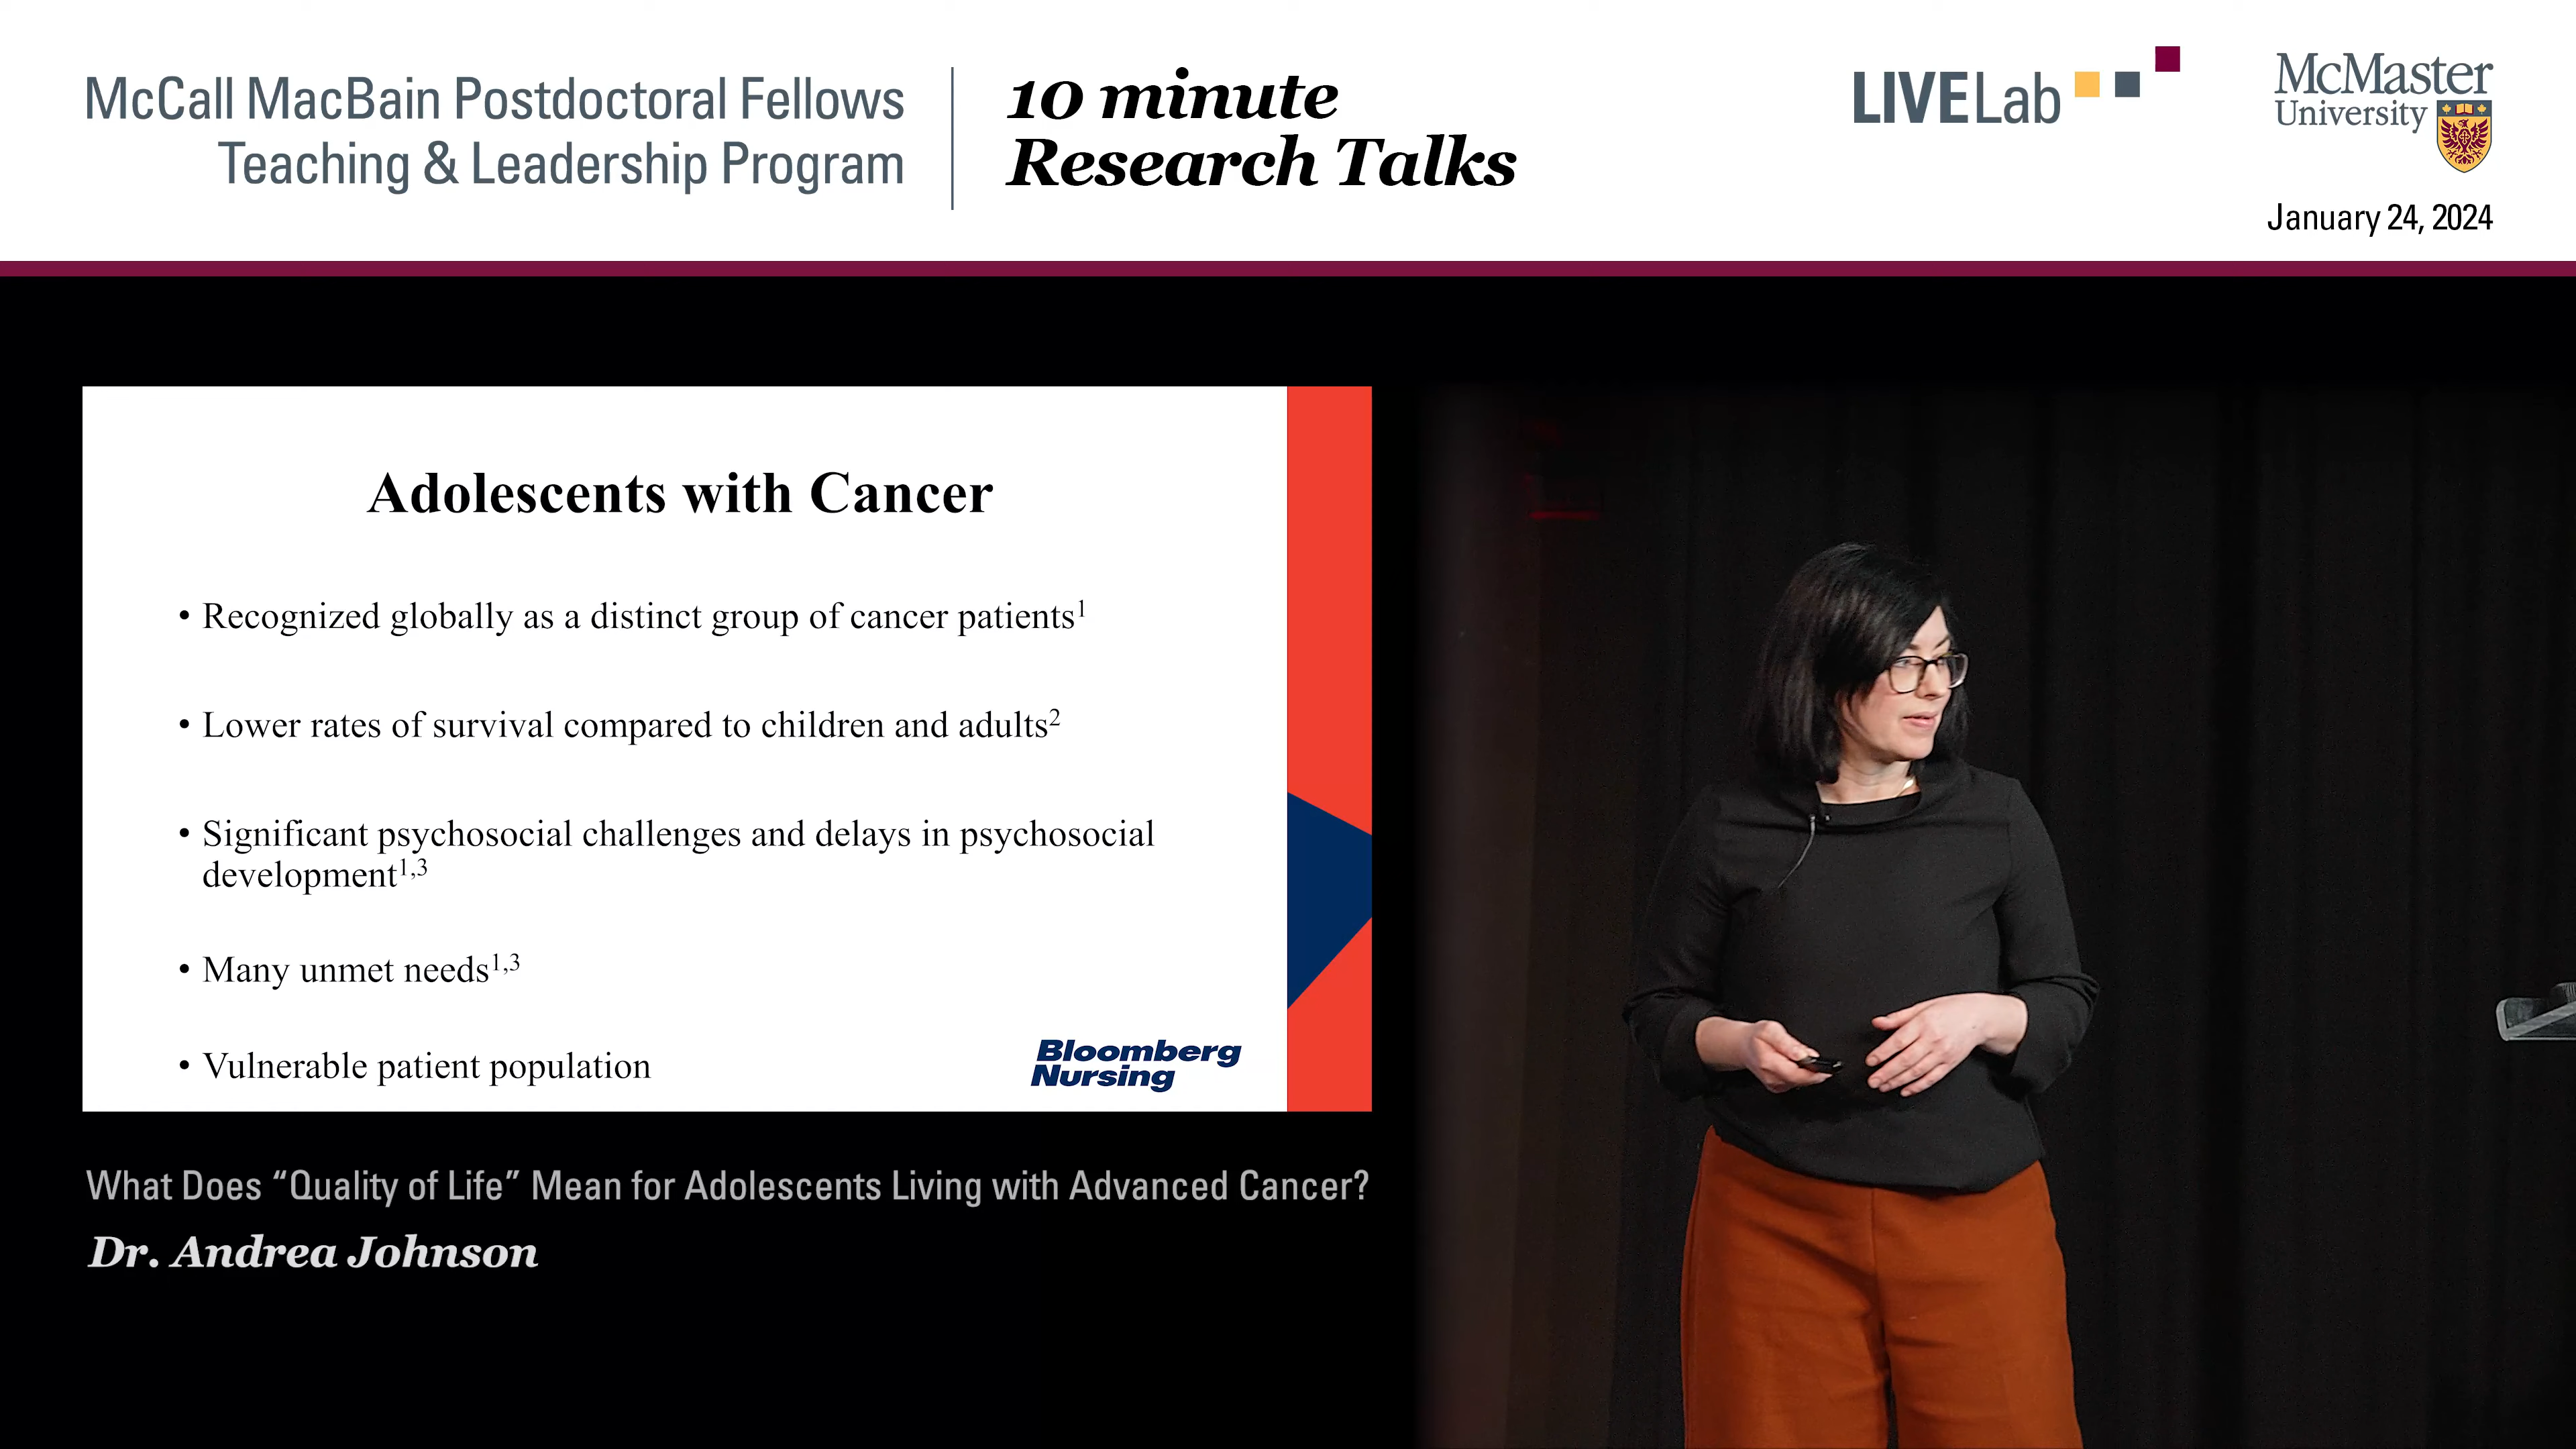 McCall MacBain Postdoctoral Fellows
Teaching & Leadership Program
10 minute
Research Talks
LIVELab
McMaster
University
January 24, 2024
Adolescents with Cancer
• Recognized globally as a distinct group of cancer patients¹
• Lower rates of survival compared to children and adults²
• Significant psychosocial challenges and delays in psychosocial
development¹,³
• Many unmet needs¹,³
• Vulnerable patient population
Bloomberg
Nursing
What Does “Quality of Life” Mean for Adolescents Living with Advanced Cancer?
Dr. Andrea Johnson